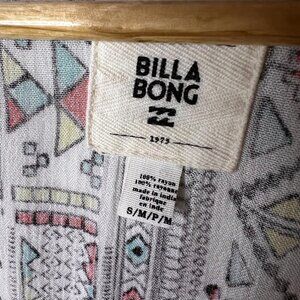 BILLA
BONG
1973
100% rayon
100% rayonne
made in india
fabriqué
en inde
S/M/P/M